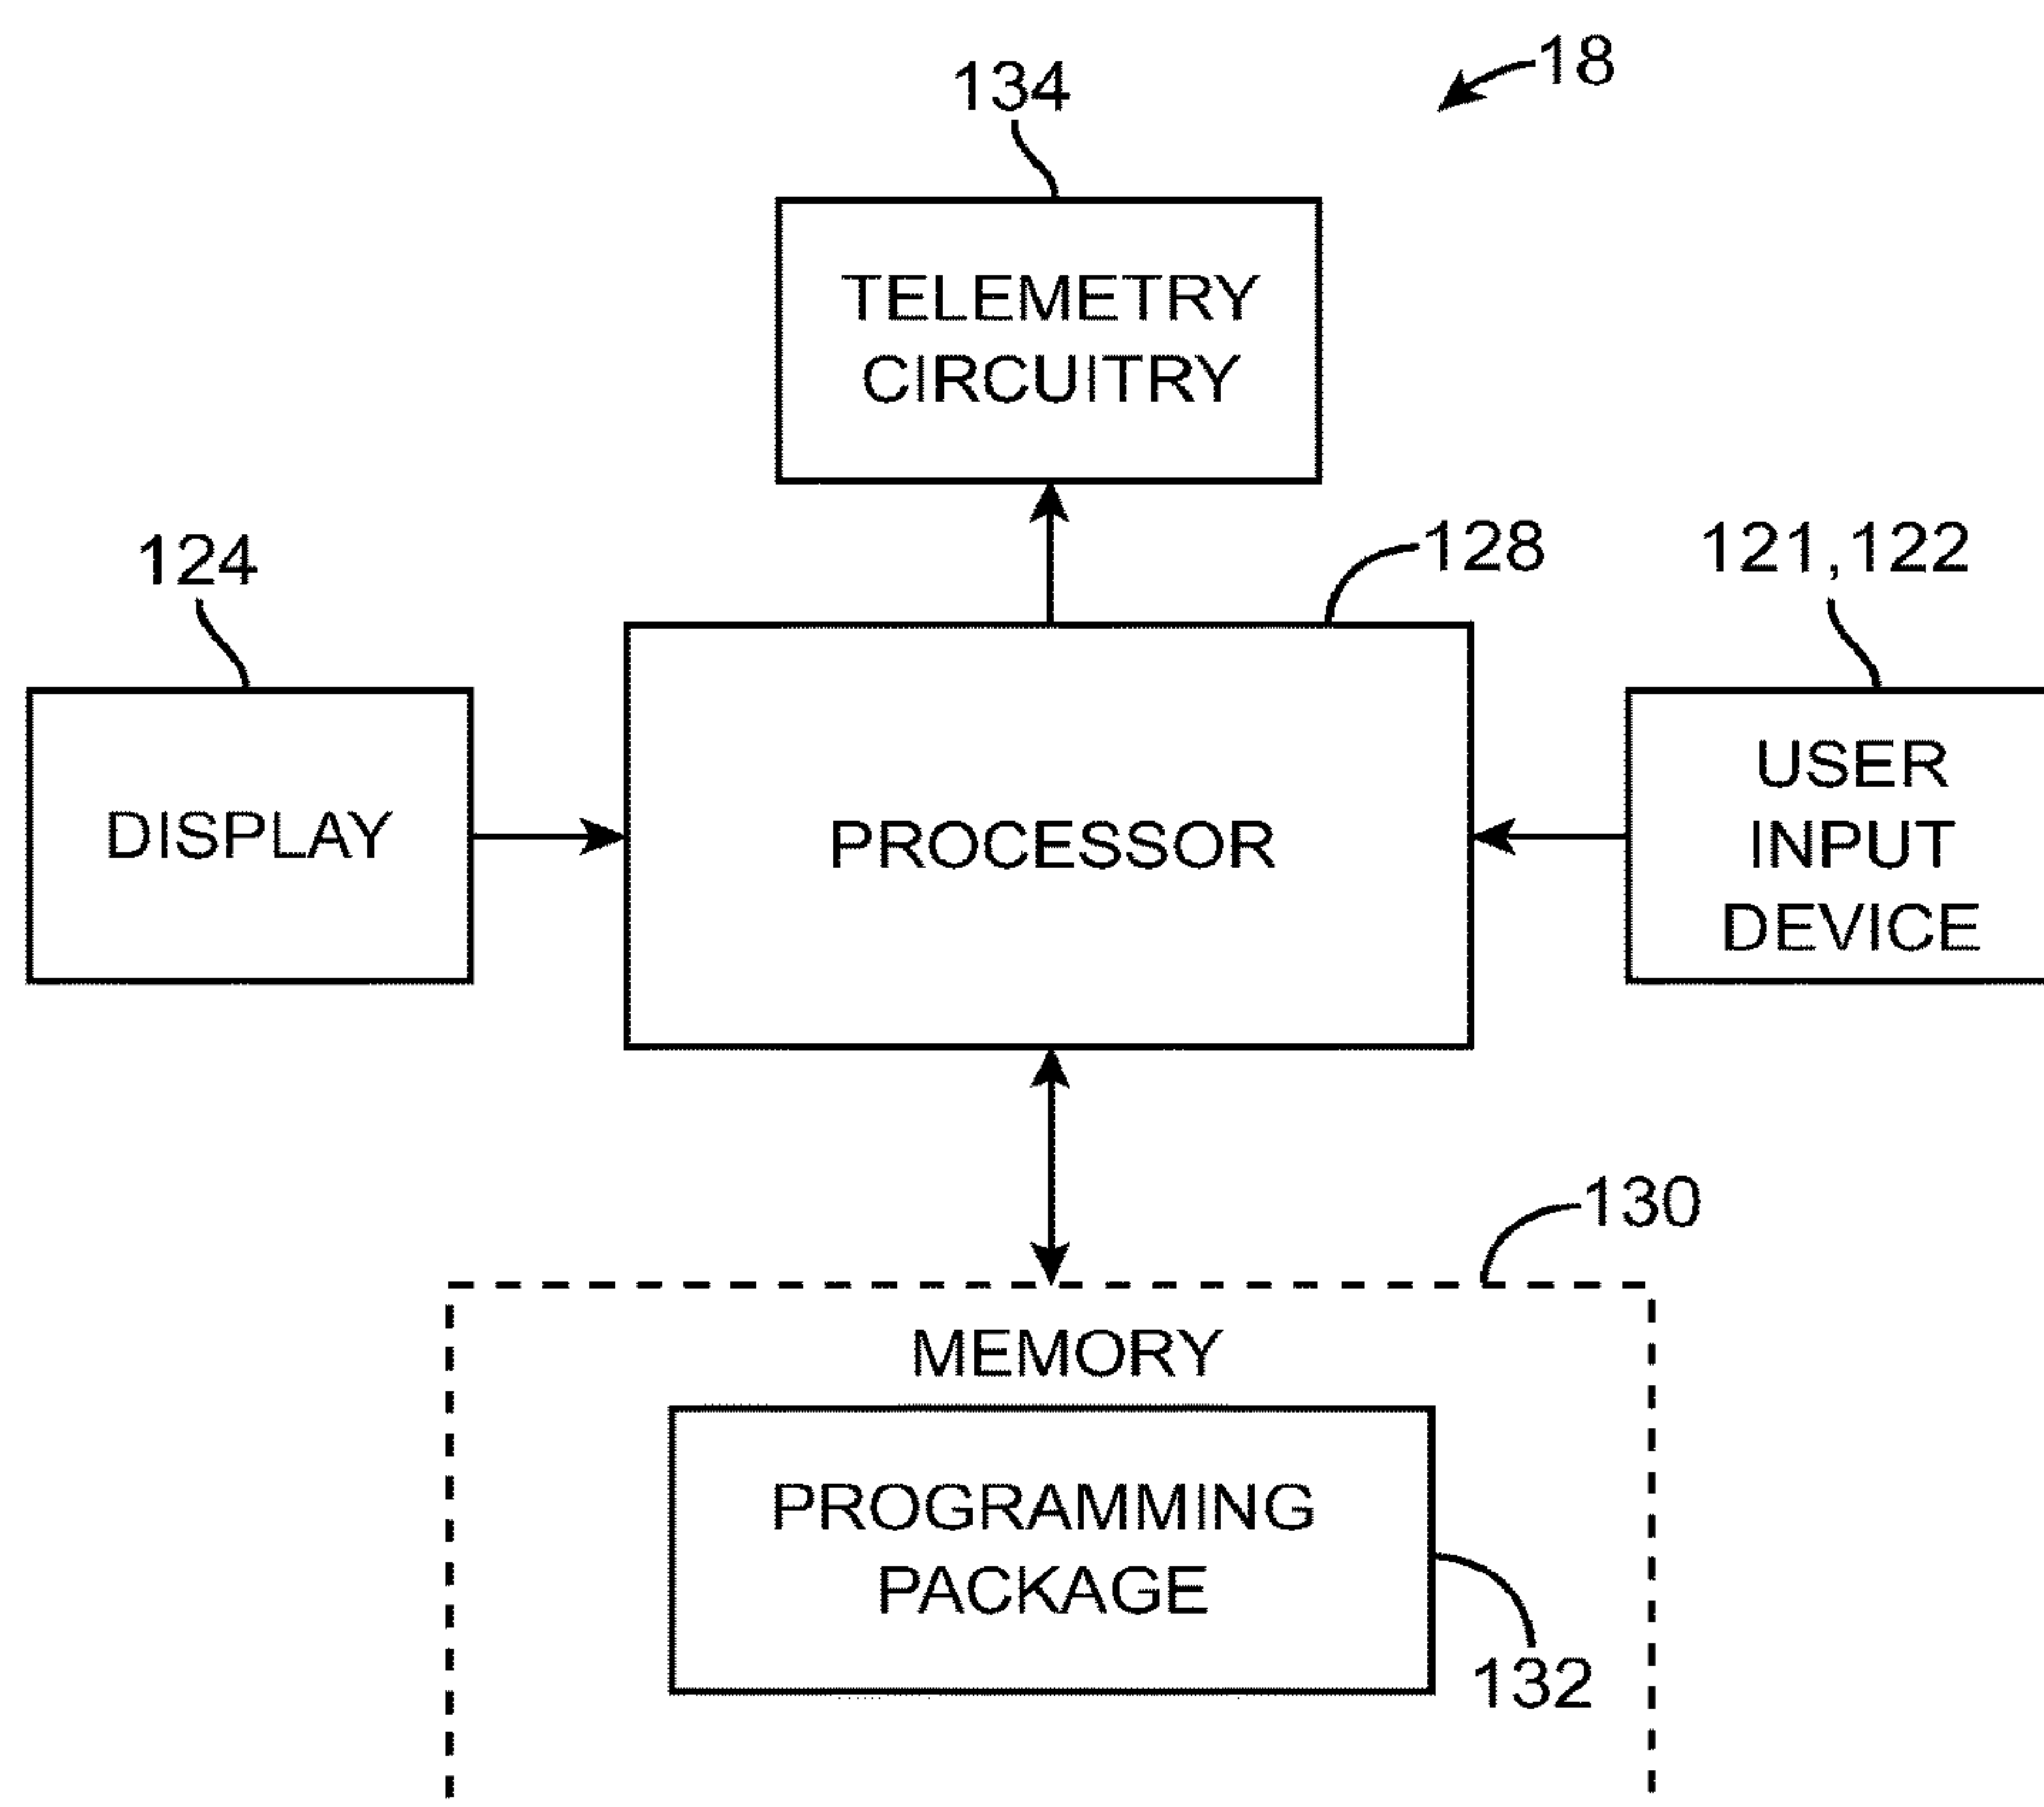 18
134
TELEMETRY
CIRCUITRY
124
128
121,122
DISPLAY
PROCESSOR
USER
INPUT
DEVICE
130
MEMORY
PROGRAMMING
PACKAGE
132